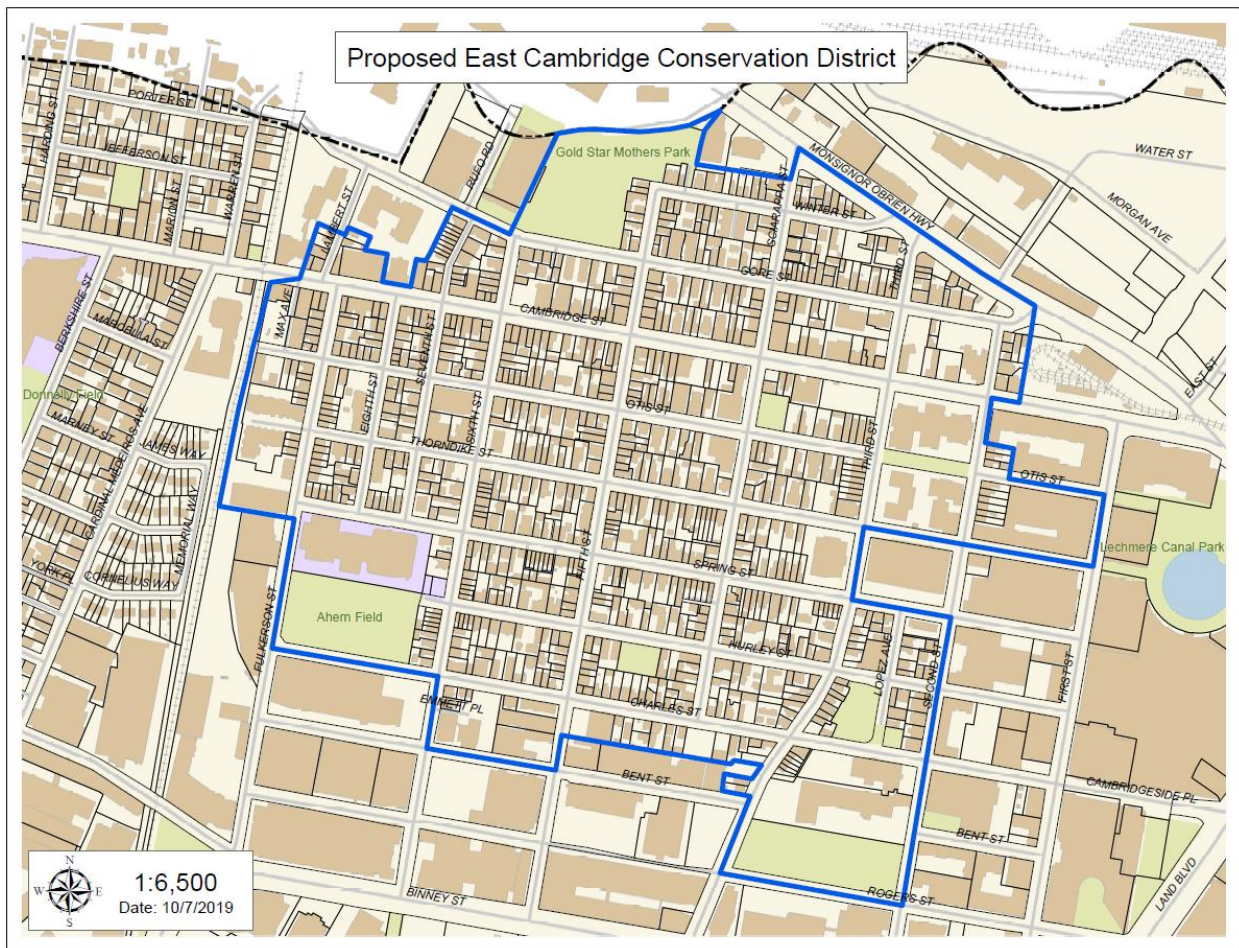 Proposed East Cambridge Conservation District
HARDING ST
PORTER ST
JEFFERSON ST
MARION ST
WARREN ST
RUFO RD
Gold Star Mothers Park
MONSIGNOR OBRIEN HWY
WATER ST
MORGAN AVE
LAMBERT ST
SCIARAPPA ST
WINTER ST
THIRD ST
GORE ST
BERKSHIRE ST
MAX AVE
CAMBRIDGE ST
MARCELLA ST
SEVENTH ST
EAST ST
Donnelly Field
EIGHTH ST
SIXTH ST
OTIS ST
MARNEY ST
JAMES WAY
CARDINAL MEDEIROS AVE
THORNDIKE ST
THIRD ST
OTIS ST
MEMORIAL WAY
FIFTH ST
Lechmere Canal Park
YORK PL
CORNELIUS WAY
SPRING ST
FULKERSON ST
Ahern Field
HURLEY ST
LOPEZ AVE
SECOND ST
FIRST ST
EMMETT PL
CHARLES ST
BENT ST
CAMBRIDGESIDE PL
BENT ST
LAND BLVD
N
W
E
S
1:6,500
Date: 10/7/2019
BINNEY ST
ROGERS ST